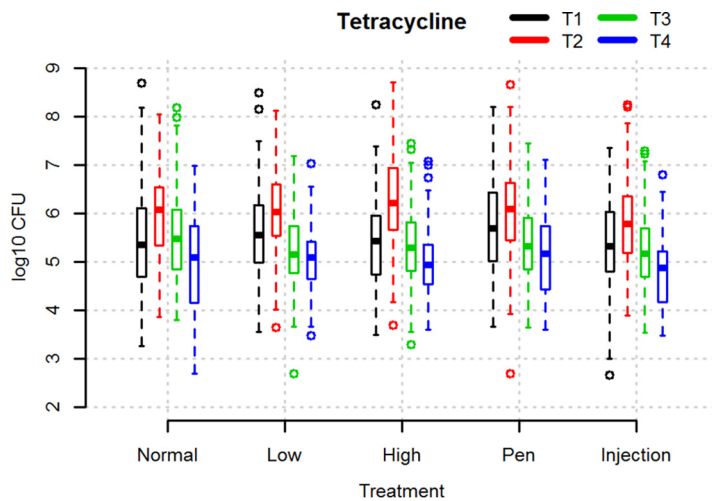 Tetracycline
T1 T3
T2 T4
9
8
7
6
5
4
3
2
log10 CFU
Normal Low High Pen Injection
Treatment